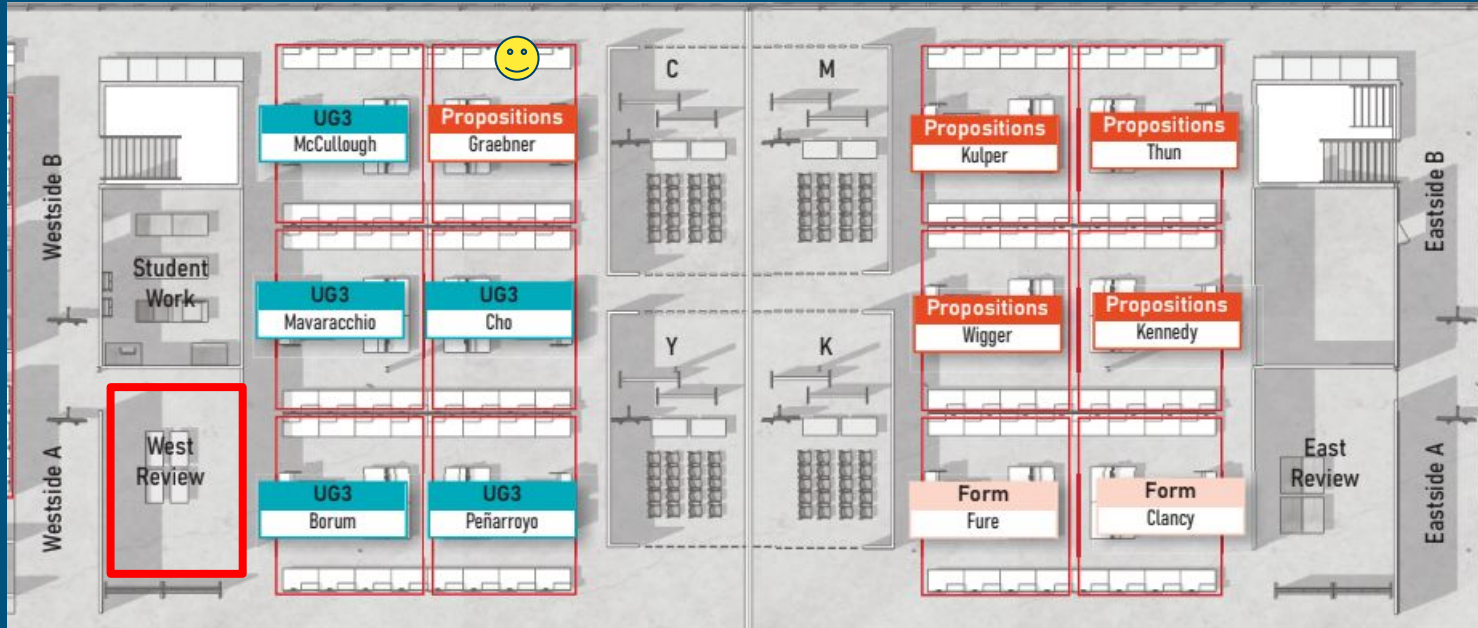 Westside B
Westside A
Student
Work
West
Review
UG3
McCullough
Propositions
Graebner
UG3
Mavaracchio
UG3
Cho
UG3
Borum
UG3
Peñarroyo
C
M
Y
K
Propositions
Kulper
Propositions
Thun
Propositions
Wigger
Propositions
Kennedy
Form
Fure
Form
Clancy
East
Review
Eastside B
Eastside A